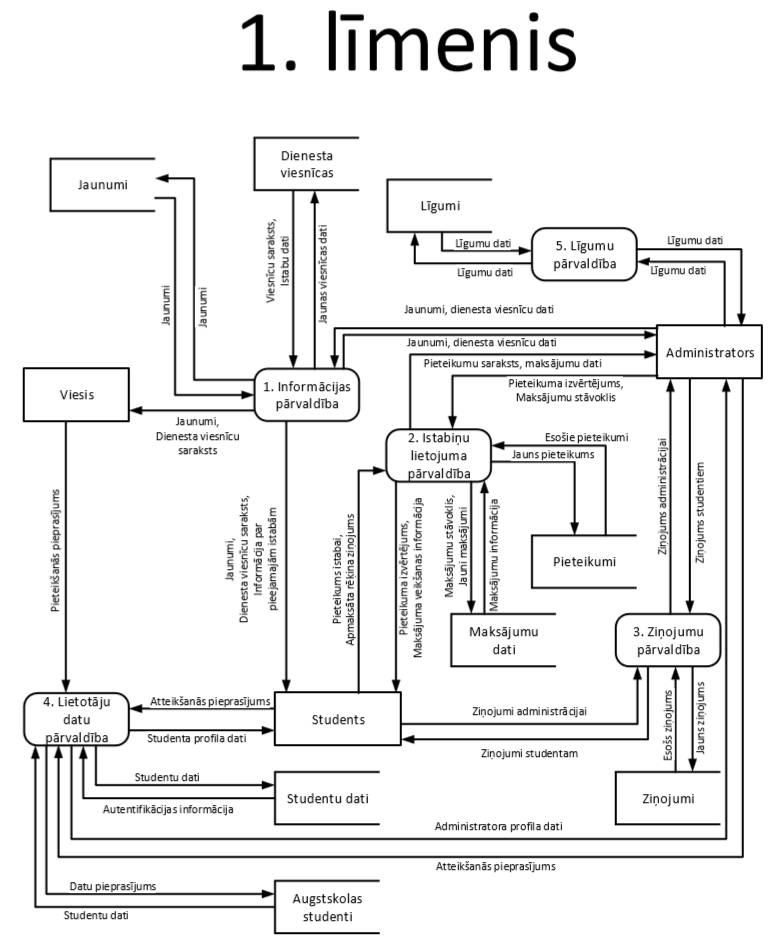 1. līmenis
Dienesta
viesnīcas
Jaunumi
Līgumi
Līgumu dati
Līgumu dati
5. Līgumu
pārvaldība
Līgumu dati
Līgumu dati
Viesnīcu saraksts,
Istabu dati
Jaunas viesnīcas dati
Jaunumi
Jaunumi
Jaunumi, dienesta viesnīcu dati
Jaunumi, dienesta viesnīcu dati
Administrators
Pieteikumu saraksts, maksājumu dati
Pieteikuma izvērtējums,
Maksājumu stāvoklis
1. Informācijas
pārvaldība
Viesis
Jaunumi,
Dienesta viesnīcu
saraksts
2. Istabiņu
lietojuma
pārvaldība
Esošie pieteikumi
Jauns pieteikums
Pieteikumi
Ziņojums administrācijai
Ziņojums studentiem
Pieteikšanās pieprasījums
Jaunumi,
Dienesta viesnīcu saraksts,
Informācija par
pieejamajām istabām
Pieteikums istabai,
Apmaksāta rēķina ziņojums
Pieteikuma izvērtējums,
Maksājuma veikšanas informācija
Maksājumu stāvoklis,
Jauni maksājumi
Maksājumu informācija
Maksājumu
dati
3. Ziņojumu
pārvaldība
4. Lietotāju
datu
pārvaldība
Atteikšanās pieprasījums
Studenta profila dati
Students
Ziņojumi administrācijai
Ziņojumi studentam
Esošs ziņojums
Jauns ziņojums
Ziņojumi
Studentu dati
Autentifikācijas informācija
Studentu dati
Administratora profila dati
Atteikšanās pieprasījums
Datu pieprasījums
Studentu dati
Augstskolas
studenti